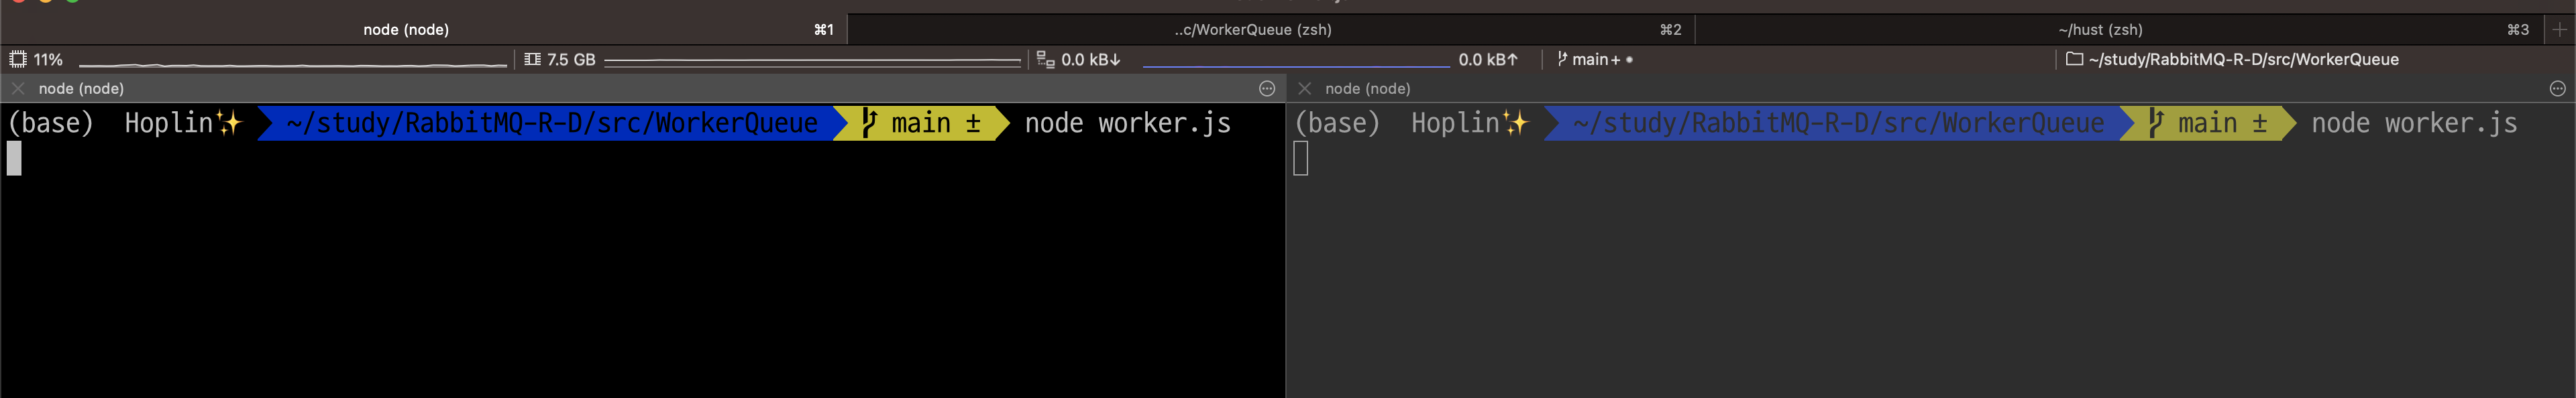 node (node) ⌘1 ..c/WorkerQueue (zsh) ⌘2 ~/hust (zsh) ⌘3
11% 7.5 GB 0.0 kB↓ 0.0 kB↑ main+ ● ~/study/RabbitMQ-R-D/src/WorkerQueue
node (node)
(base) Hoplin✨ ~/study/RabbitMQ-R-D/src/WorkerQueue main ± node worker.js
node (node)
(base) Hoplin✨ ~/study/RabbitMQ-R-D/src/WorkerQueue main ± node worker.js